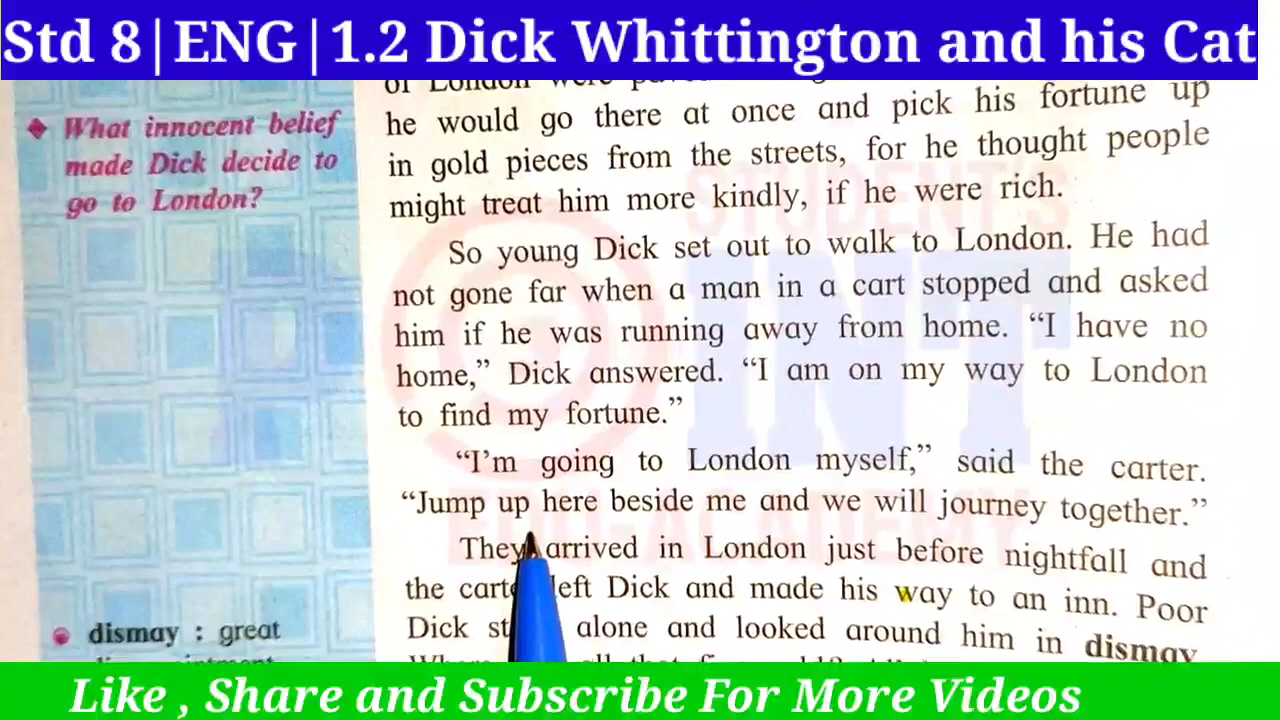 Std 8|ENG|1.2 Dick Whittington and his Cat
of London were
he would go there at once and pick his fortune up
in gold pieces from the streets, for he thought people
might treat him more kindly, if he were rich.
What innocent belief
made Dick decide to
go to London?
So young Dick set out to walk to London. He had
not gone far when a man in a cart stopped and asked
him if he was running away from home. “I have no
home,” Dick answered. “I am on my way to London
to find my fortune.”
“I’m going to London myself,” said the carter.
“Jump up here beside me and we will journey together.”
They arrived in London just before nightfall and
the left Dick and made his way to an inn. Poor
Dick alone and looked around him in dismay
dismay : great
STUDENT'S
INT
EDU-ACADEMY
Like , Share and Subscribe For More Videos